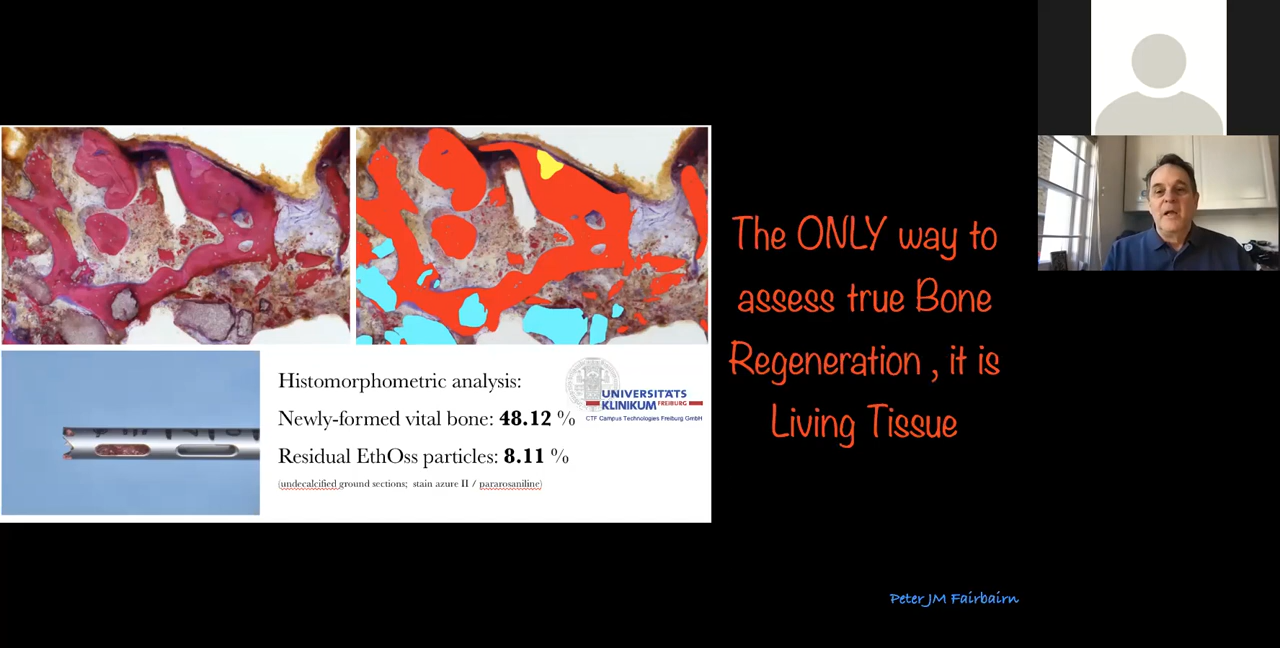 The ONLY way to
assess true Bone
Regeneration , it is
Living Tissue
Histomorphometric analysis:
Newly-formed vital bone: 48.12 %
Residual EthOss particles: 8.11 %
(undecalcified ground sections; stain azure II / pararosaniline)
UNIVERSITÄTS
KLINIKUM FREIBURG
CTF Campus Technologies Freiburg GmbH
Peter JM Fairbairn